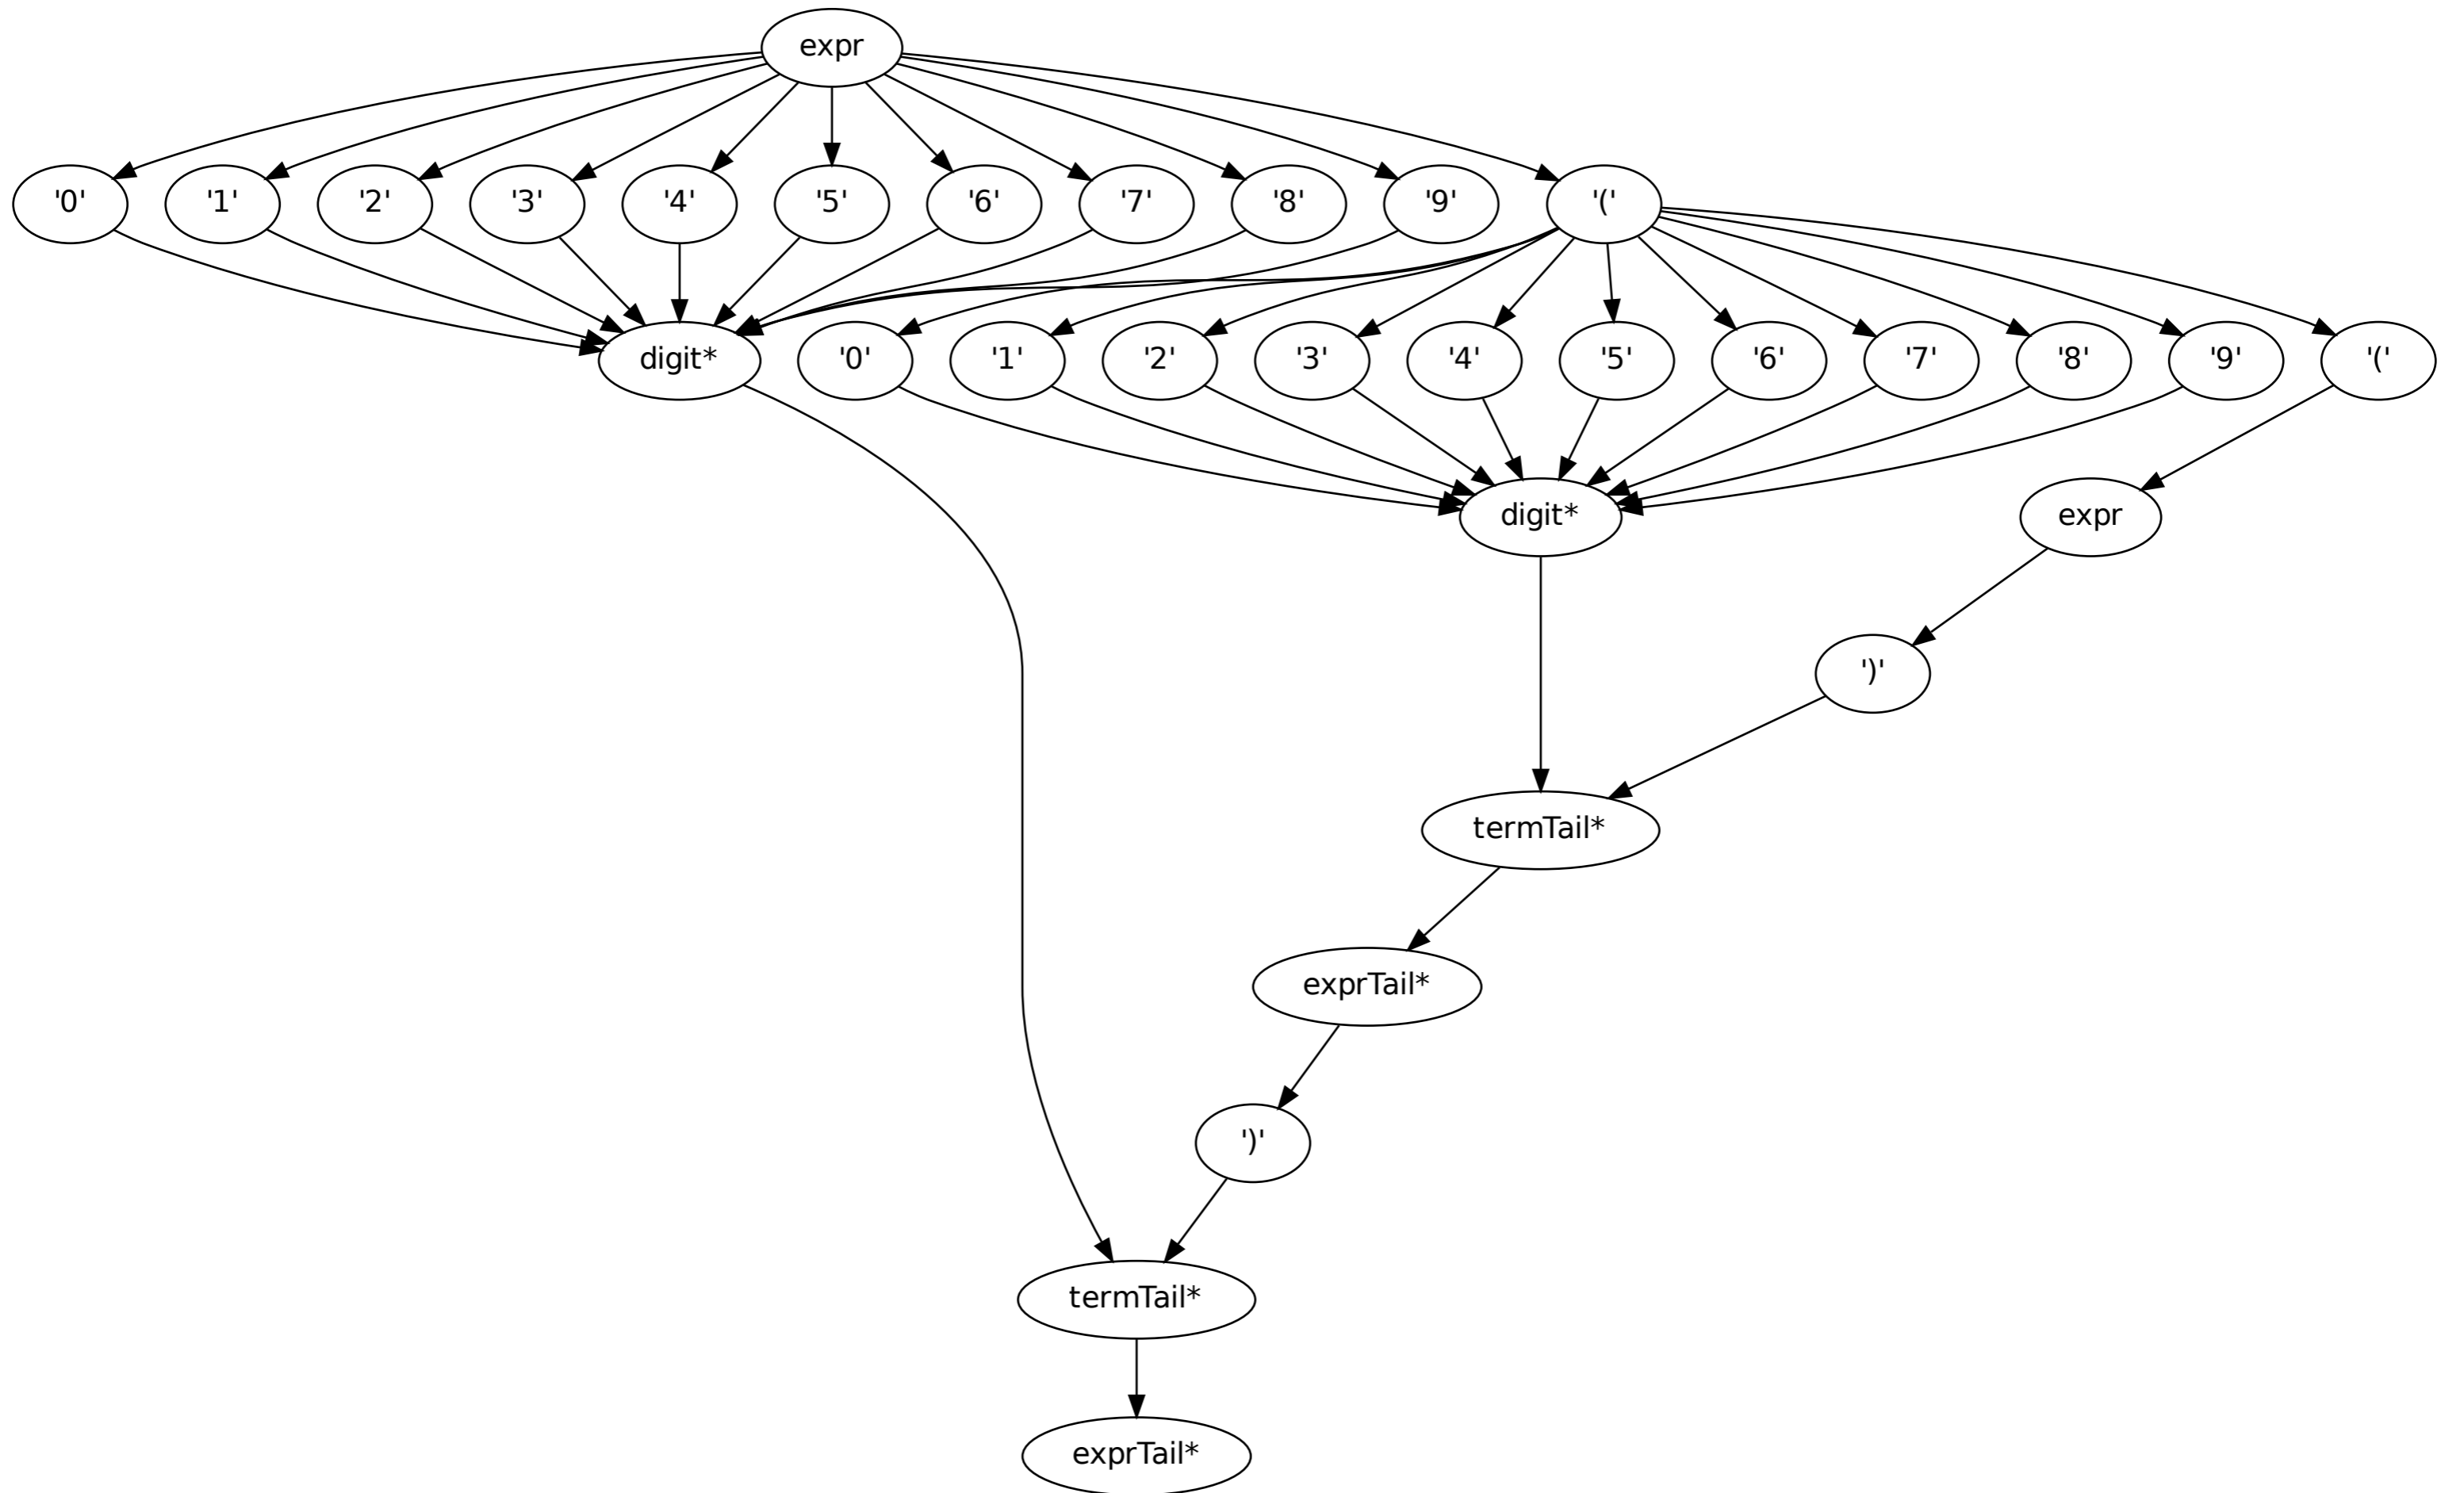 expr
'0' '1' '2' '3' '4' '5' '6' '7' '8' '9' '('
digit* '0' '1' '2' '3' '4' '5' '6' '7' '8' '9' '('
digit* expr
')'
termTail*
exprTail*
')'
termTail*
exprTail*